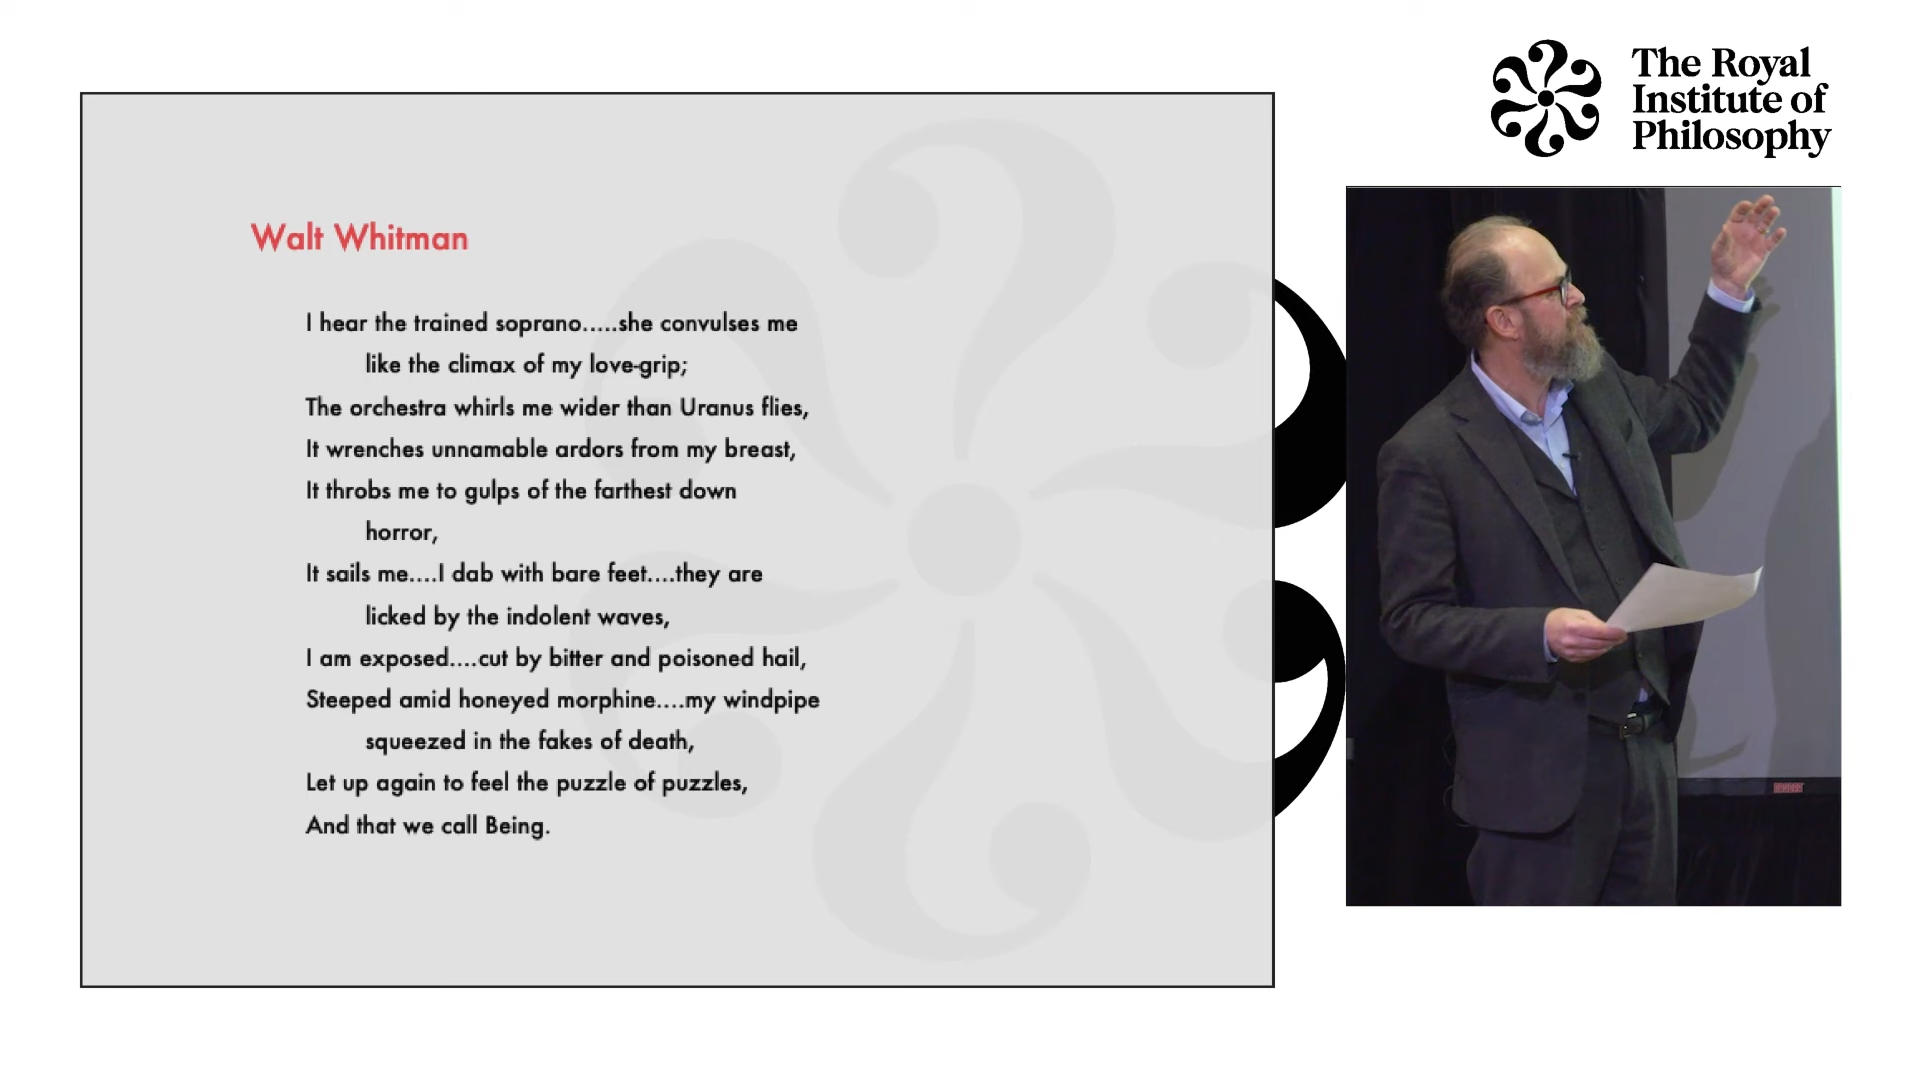 The Royal
Institute of
Philosophy
Walt Whitman
I hear the trained soprano.....she convulses me
like the climax of my love-grip;
The orchestra whirls me wider than Uranus flies,
It wrenches unnamable ardors from my breast,
It throbs me to gulps of the farthest down
horror,
It sails me....I dab with bare feet....they are
licked by the indolent waves,
I am exposed....cut by bitter and poisoned hail,
Steeped amid honeyed morphine....my windpipe
squeezed in the fakes of death,
Let up again to feel the puzzle of puzzles,
And that we call Being.